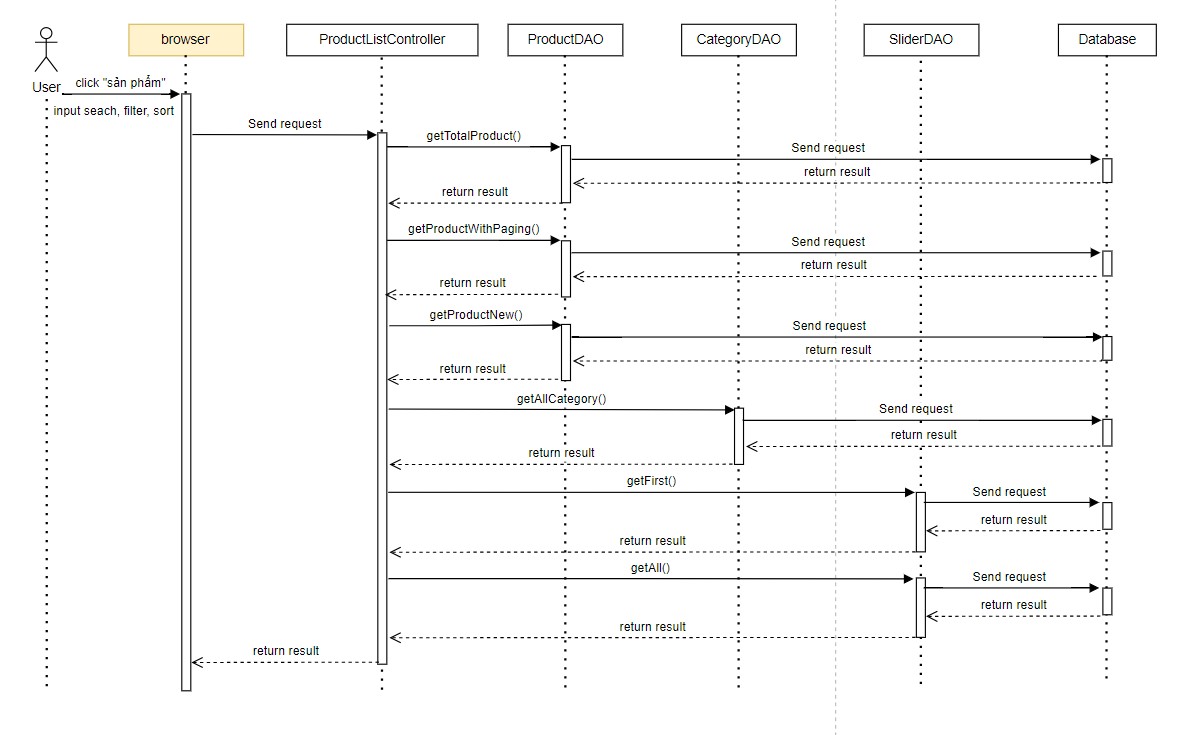 browser
ProductListController
ProductDAO
CategoryDAO
SliderDAO
Database
User
click "sản phẩm"
input seach, filter, sort
Send request
getTotalProduct()
Send request
return result
return result
getProductWithPaging()
Send request
return result
return result
getProductNew()
Send request
return result
return result
getAllCategory()
Send request
return result
return result
getFirst()
Send request
return result
return result
getAll()
Send request
return result
return result
return result